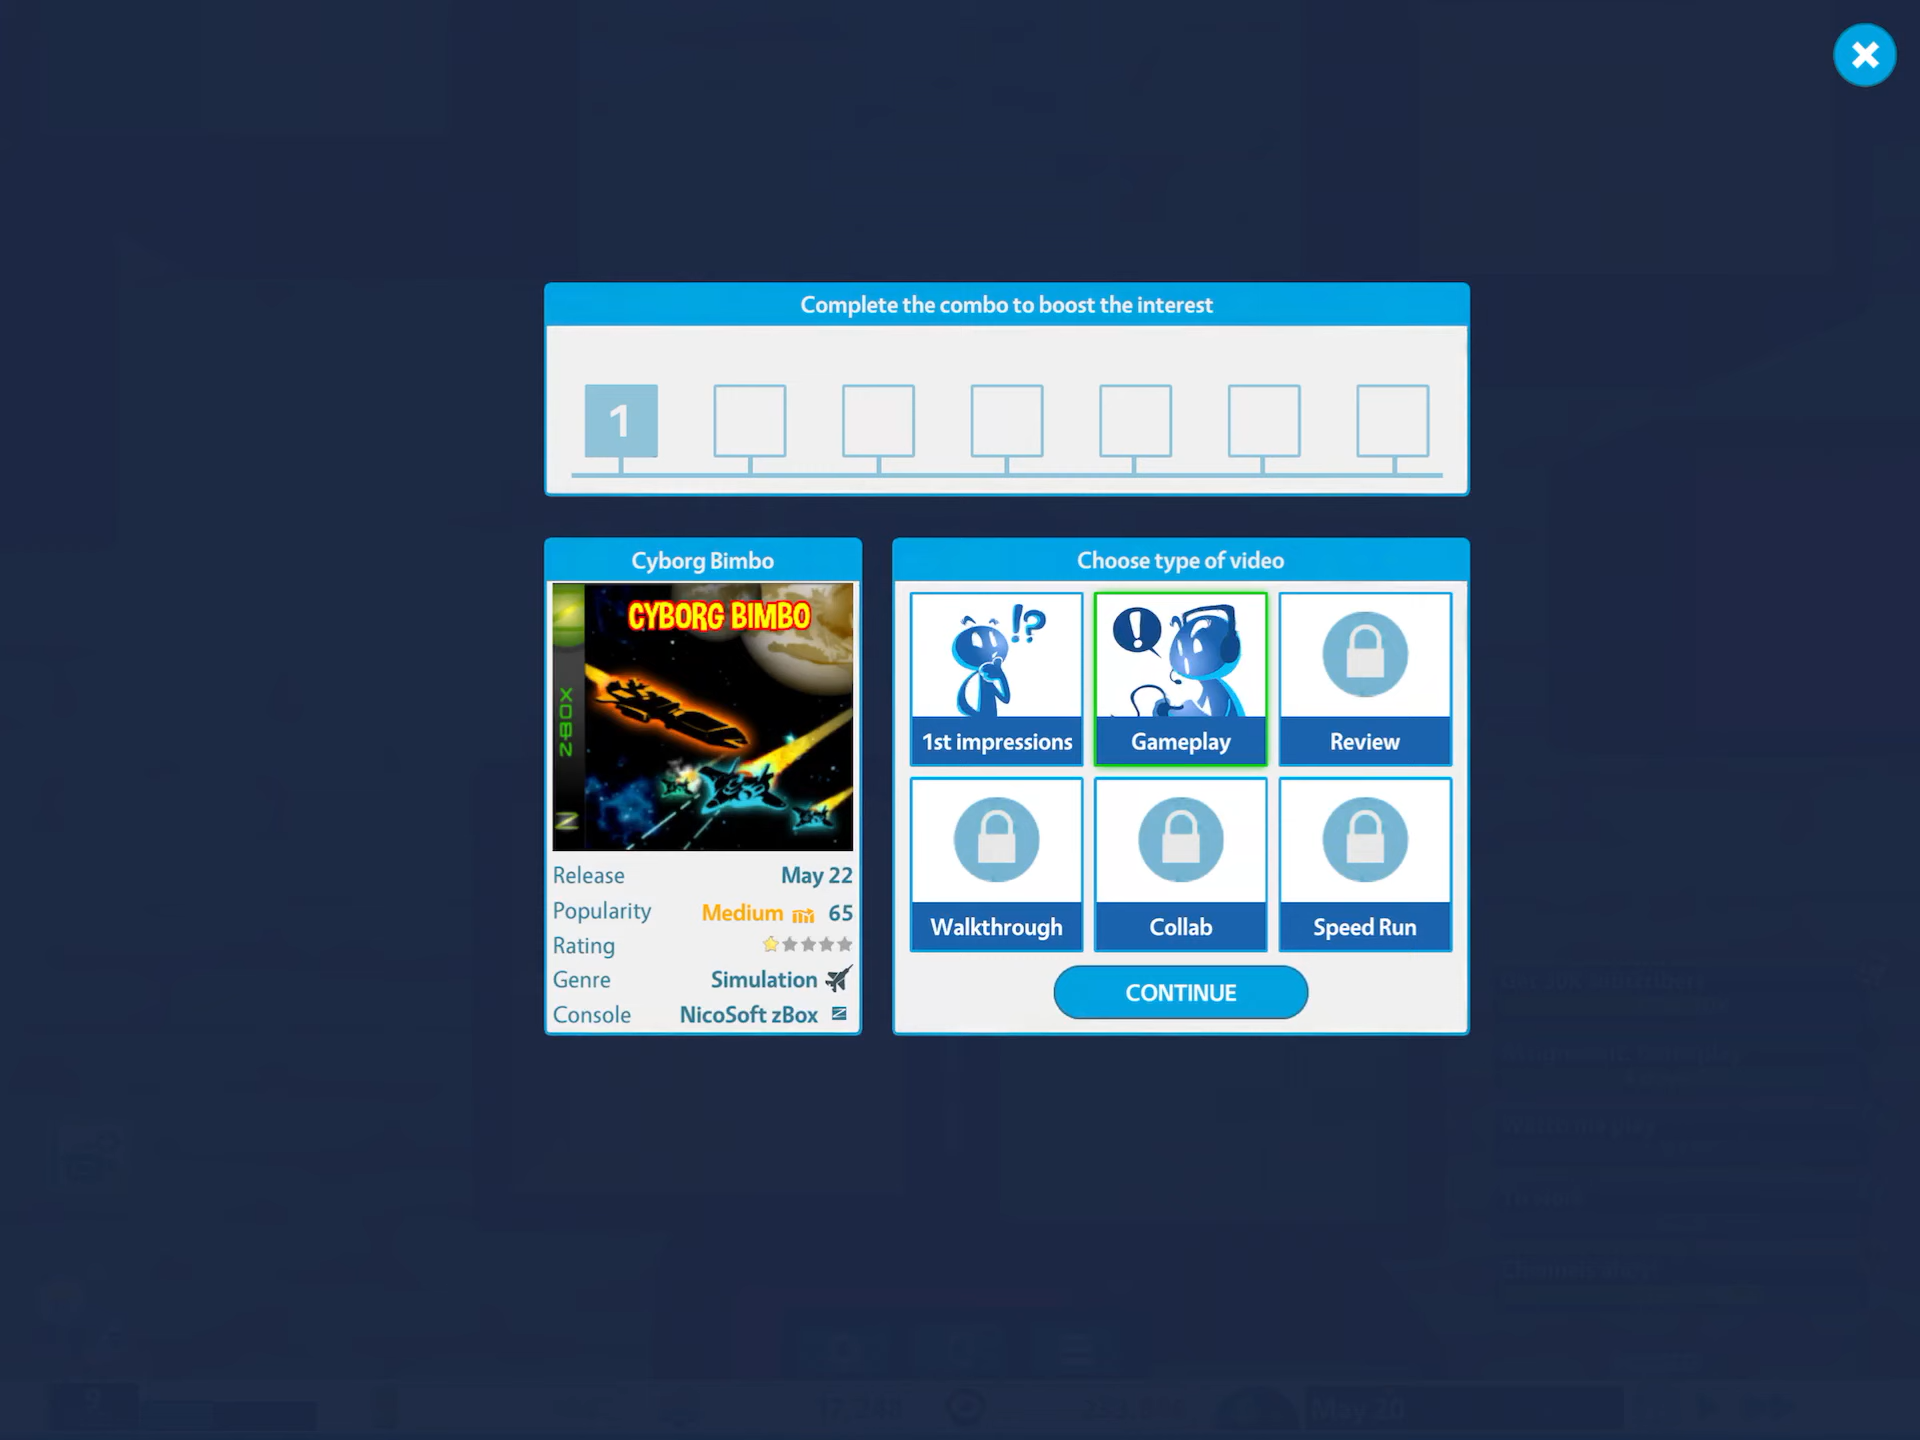 Complete the combo to boost the interest
1
Cyborg Bimbo
CYBORG BIMBO
ZBOX
Z
Release May 22
Popularity Medium 65
Rating
Genre Simulation
Console NicoSoft zBox
Choose type of video
!?
1st impressions
!
Gameplay
Review
Walkthrough
Collab
Speed Run
CONTINUE
May 20